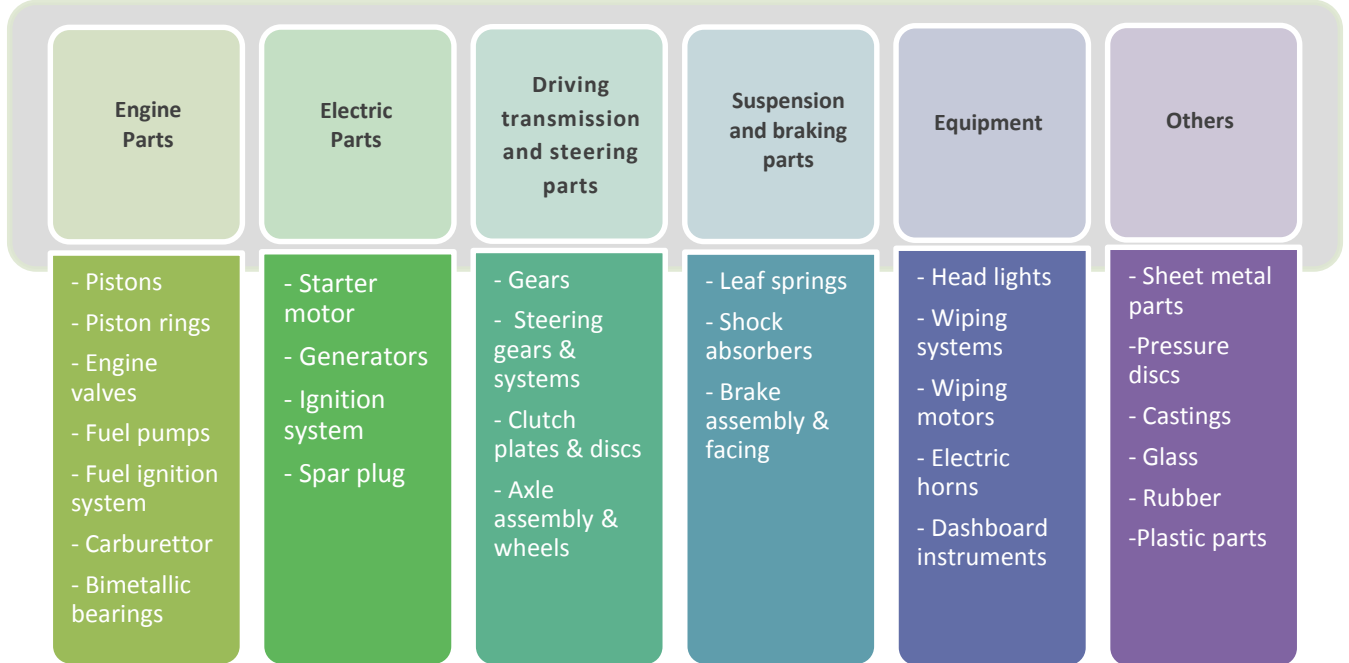 Engine
Parts
Electric
Parts
Driving
transmission
and steering
parts
Suspension
and braking
parts
Equipment
Others
- Pistons
- Piston rings
- Engine
valves
- Fuel pumps
- Fuel ignition
system
- Carburettor
- Bimetallic
bearings
- Starter
motor
- Generators
- Ignition
system
- Spar plug
- Gears
- Steering
gears &
systems
- Clutch
plates & discs
- Axle
assembly &
wheels
- Leaf springs
- Shock
absorbers
- Brake
assembly &
facing
- Head lights
- Wiping
systems
- Wiping
motors
- Electric
horns
- Dashboard
instruments
- Sheet metal
parts
-Pressure
discs
- Castings
- Glass
- Rubber
-Plastic parts